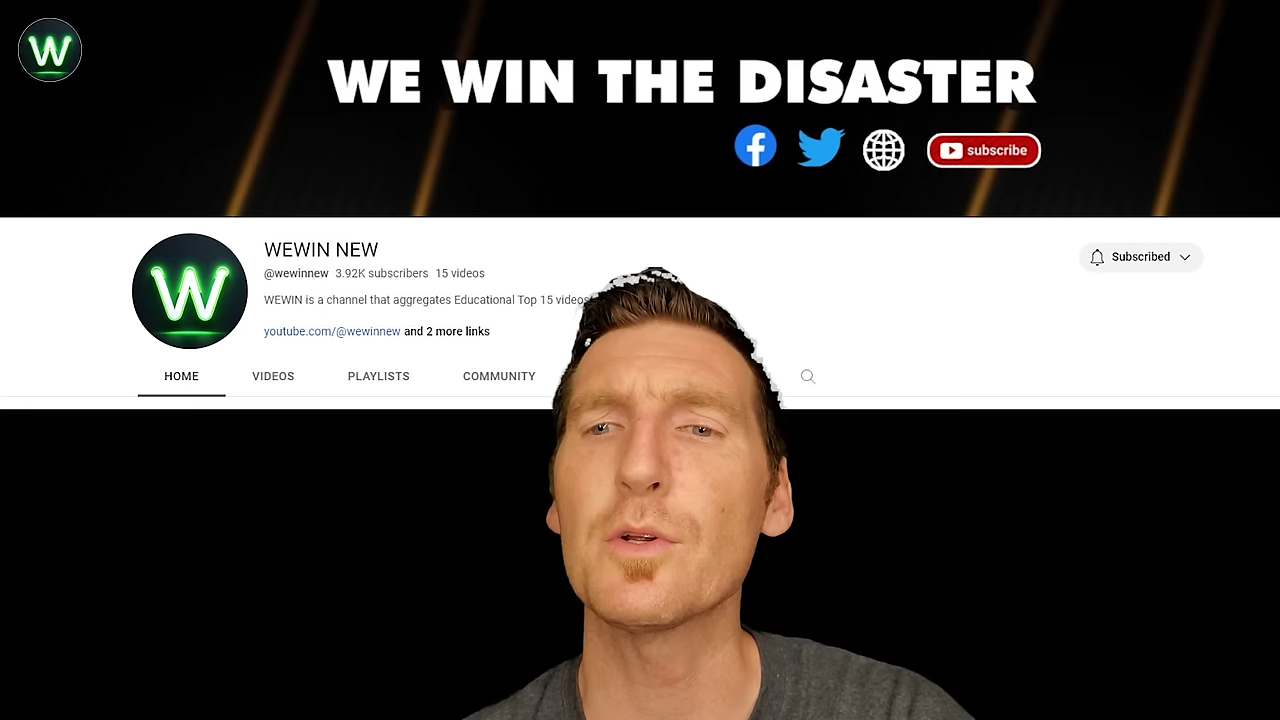 W
WE WIN THE DISASTER
f
subscribe
W
WEWIN NEW
@wewinnew 3.92K subscribers 15 videos
Subscribed
WEWIN is a channel that aggregates Educational Top 15 videos
youtube.com/@wewinnew and 2 more links
HOME VIDEOS PLAYLISTS COMMUNITY